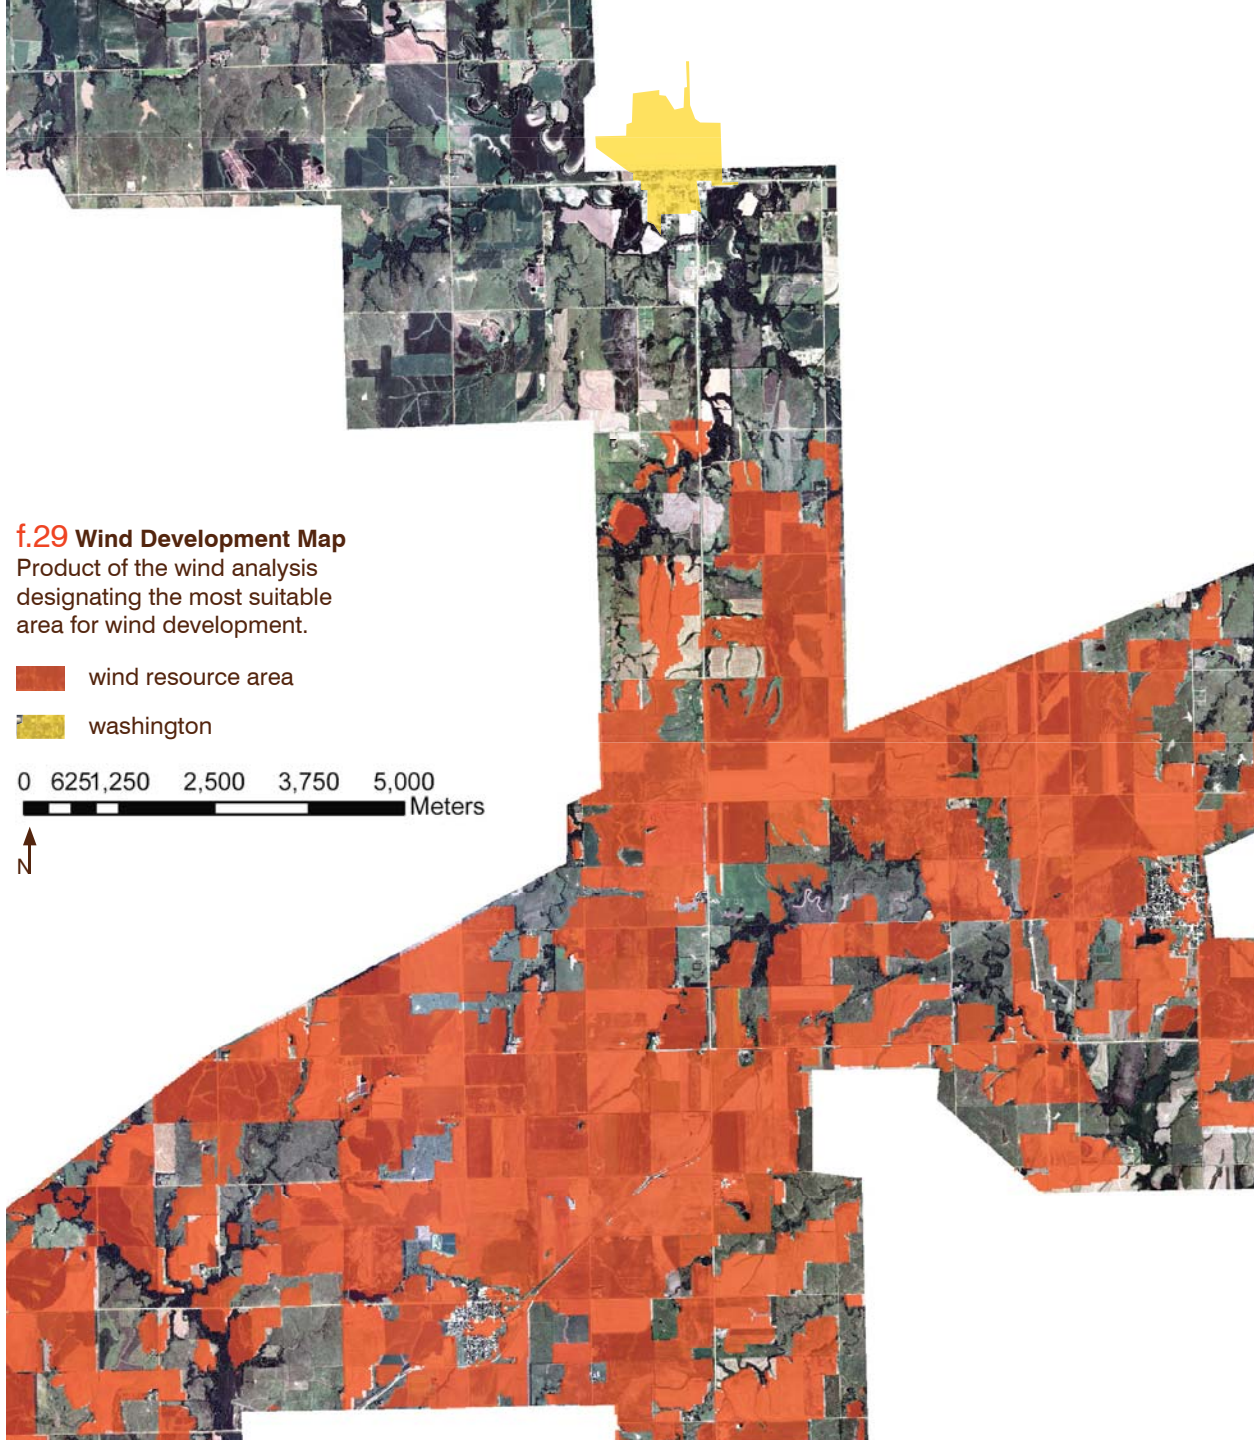 f.29 Wind Development Map
Product of the wind analysis
designating the most suitable
area for wind development.
wind resource area
washington
0 6251,250 2,500 3,750 5,000
Meters
N